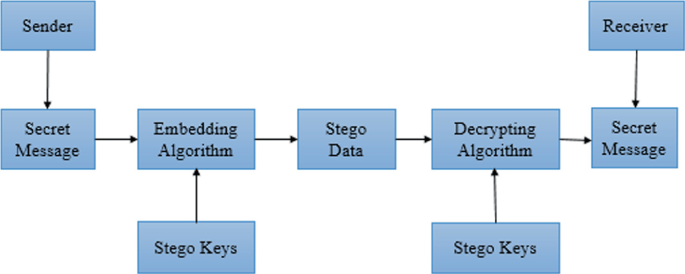 Sender
Receiver
Secret
Message
Embedding
Algorithm
Stego
Data
Decrypting
Algorithm
Secret
Message
Stego Keys
Stego Keys